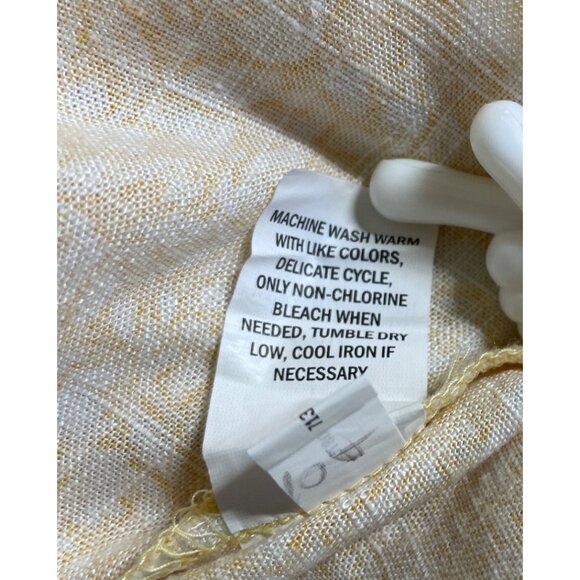 MACHINE WASH WARM
WITH LIKE COLORS,
DELICATE CYCLE,
ONLY NON-CHLORINE
BLEACH WHEN
NEEDED, TUMBLE DRY
LOW, COOL IRON IF
NECESSARY
713